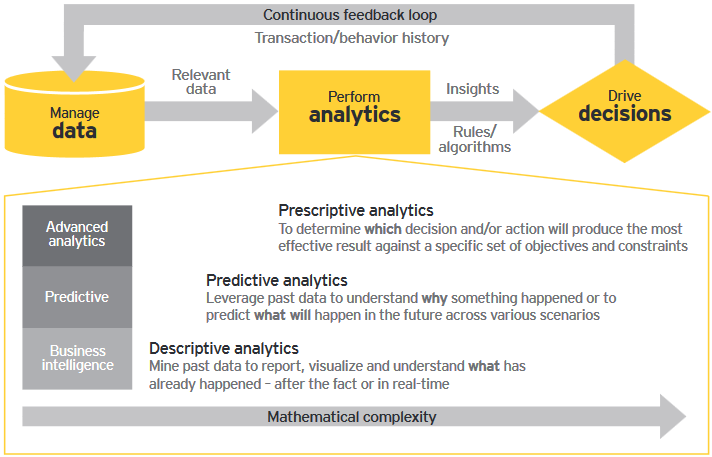 Continuous feedback loop
Transaction/behavior history
Manage
data
Relevant
data
Perform
analytics
Insights
Rules/
algorithms
Drive
decisions
Advanced
analytics
Prescriptive analytics
To determine which decision and/or action will produce the most
effective result against a specific set of objectives and constraints
Predictive
Predictive analytics
Leverage past data to understand why something happened or to
predict what will happen in the future across various scenarios
Business
intelligence
Descriptive analytics
Mine past data to report, visualize and understand what has
already happened – after the fact or in real-time
Mathematical complexity